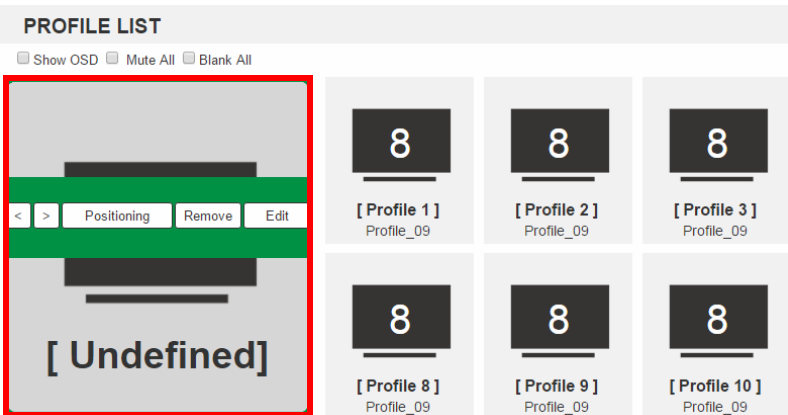 PROFILE LIST
Show OSD Mute All Blank All
< > Positioning Remove Edit
[ Undefined]
8 8 8
[ Profile 1 ] [ Profile 2 ] [ Profile 3 ]
Profile_09 Profile_09 Profile_09
8 8 8
[ Profile 8 ] [ Profile 9 ] [ Profile 10 ]
Profile_09 Profile_09 Profile_09